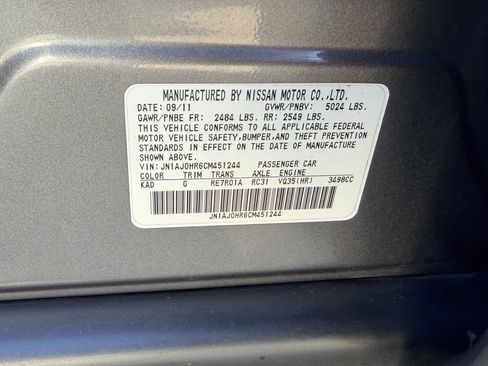 MANUFACTURED BY NISSAN MOTOR CO.,LTD.
DATE: 09/11 GVWR/PNBV: 5024 LBS.
GAWR/PNBE FR: 2484 LBS. RR: 2549 LBS.
THIS VEHICLE CONFORMS TO ALL APPLICABLE FEDERAL
MOTOR VEHICLE SAFETY,BUMPER,AND THEFT PREVENTION
STANDARDS IN EFFECT ON THE DATE OF MANUFACTURE
SHOWN ABOVE.
VIN: JN1AJ0HR6CM451244 PASSENGER CAR
COLOR TRIM TRANS AXLE ENGINE
KAD G RE7R01A RC31 VQ35(HR) 3498CC
JN1AJ0HR6CM451244